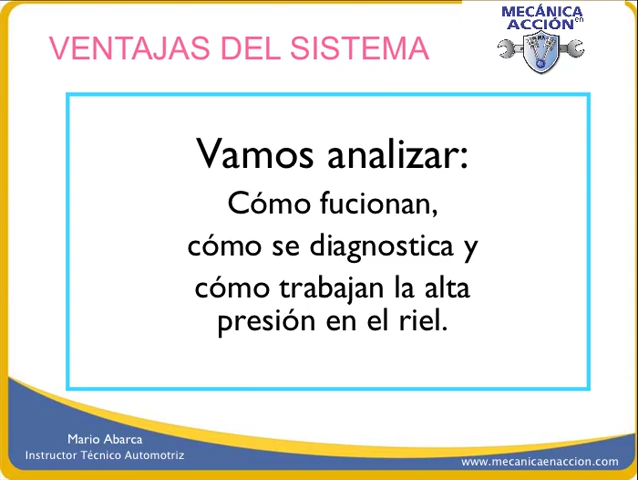 MECÁNICA
en
ACCIÓN
VENTAJAS DEL SISTEMA
Vamos analizar:
Cómo fucionan,
cómo se diagnostica y
cómo trabajan la alta
presión en el riel.
Mario Abarca
Instructor Técnico Automotriz
www.mecanicaenaccion.com